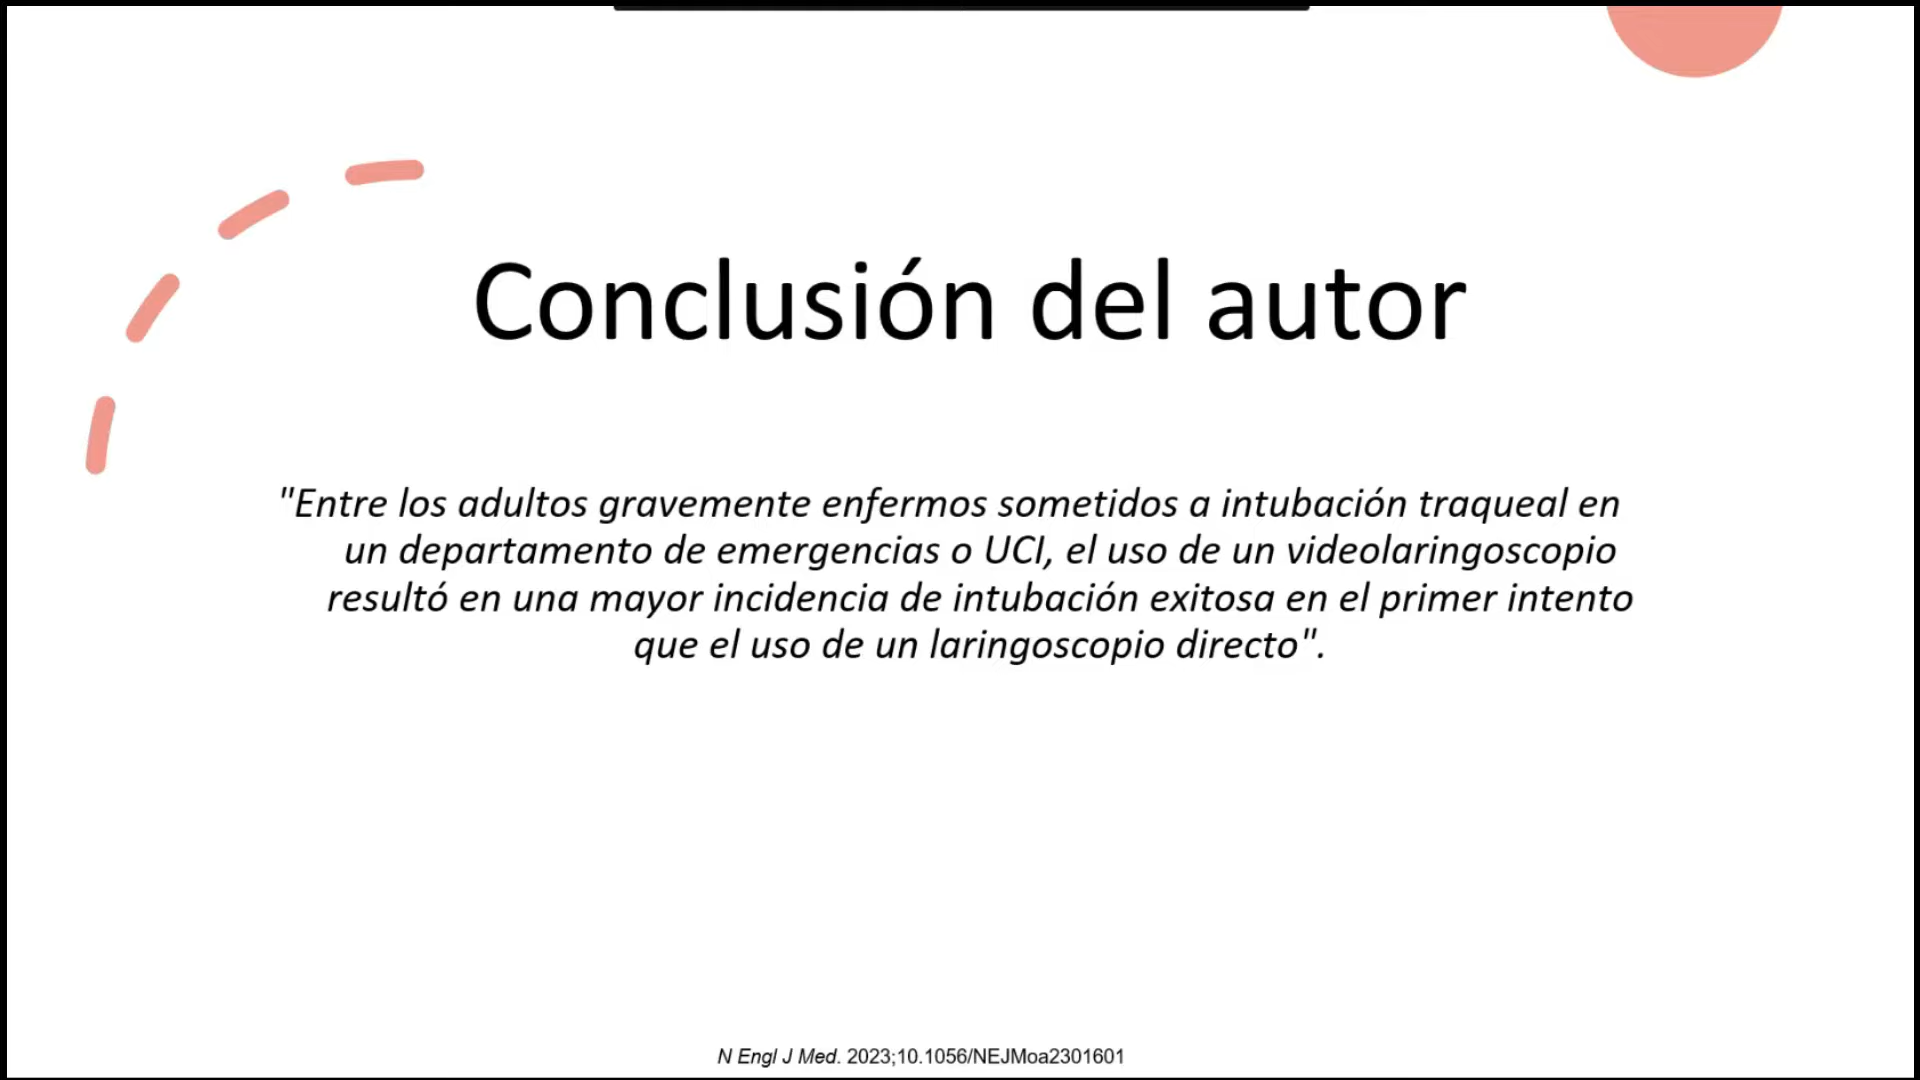 Conclusión del autor
"Entre los adultos gravemente enfermos sometidos a intubación traqueal en
un departamento de emergencias o UCI, el uso de un videolaringoscopio
resultó en una mayor incidencia de intubación exitosa en el primer intento
que el uso de un laringoscopio directo".
N Engl J Med. 2023;10.1056/NEJMoa2301601